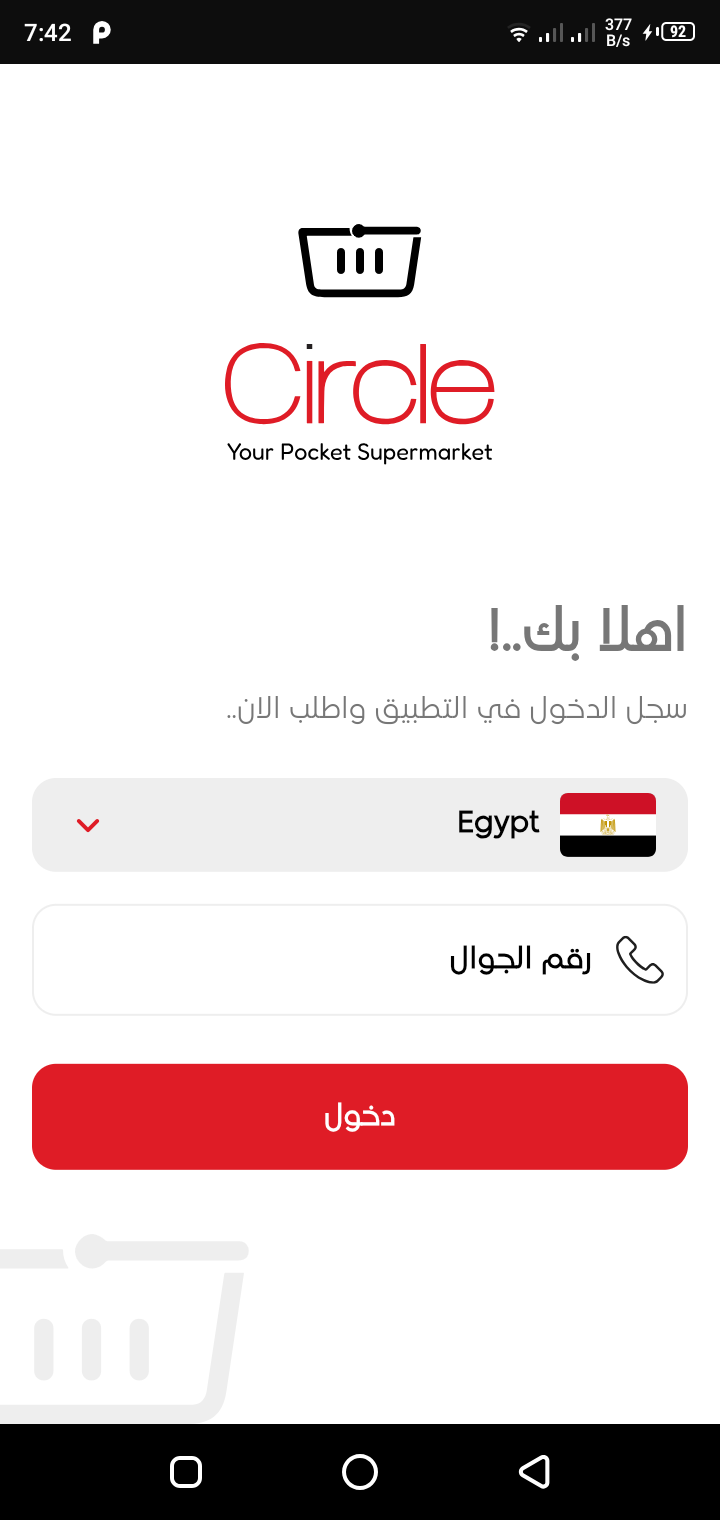 7:42
377
B/s
92
Circle
Your Pocket Supermarket
اهلا بك..!
سجل الدخول في التطبيق واطلب الان..
Egypt
رقم الجوال
دخول